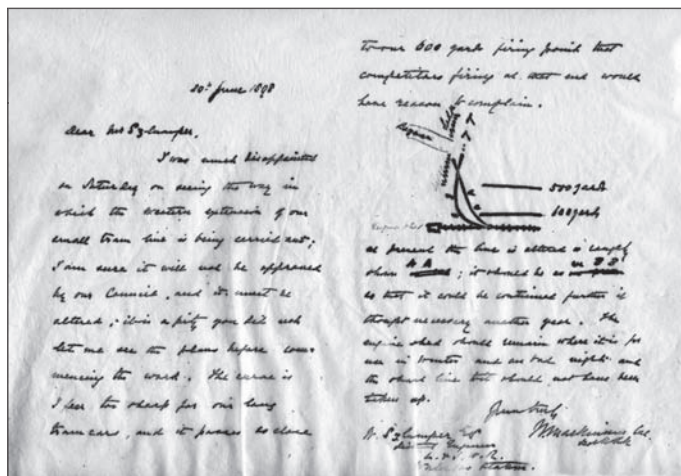 20th June 1898
Dear Mr Szlumper,
I was much disappointed
on Saturday on seeing the way in
which the western extension of our
small tram line is being carried out;
I am sure it will not be approved
by our Council, and it must be
altered; it is a pity you did not
let me see the plans before com-
mencing the work. The curve is
I fear too sharp for our long
tramcars, and it passes so close
to our 600 yards firing point that
competitors firing at that end would
have reason to complain.
500 yards
600 yards
Engine shed
at present the line is altered
A A; it should be as B B
so that it could be continued further if
thought necessary another year. The
engine shed should remain where it is for
use in winter and at night and
the short line should not have been
taken up.
Yours truly
W. Szlumper Esq
District Engineer
L. & S. W. R.
Station.